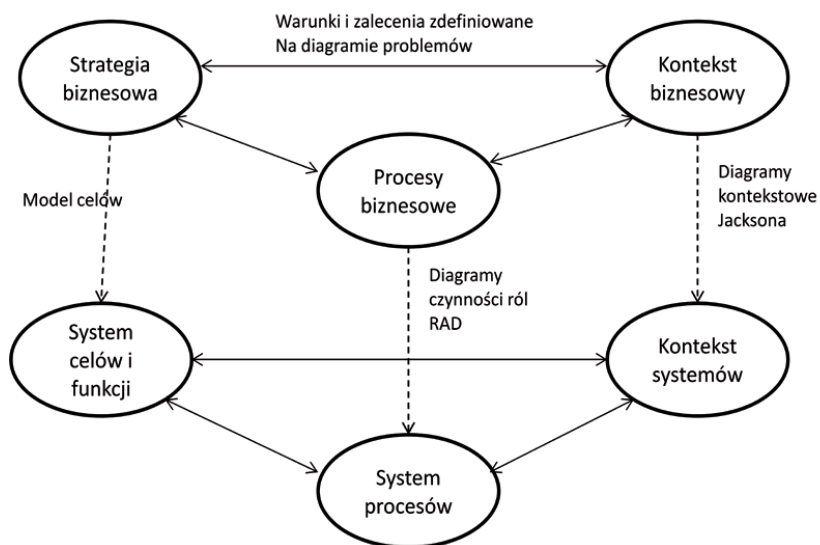 Warunki i zalecenia zdefiniowane
Na diagramie problemów
Strategia
biznesowa
Kontekst
biznesowy
Procesy
biznesowe
Model celów
Diagramy
kontekstowe
Jacksona
Diagramy
czynności ról
RAD
System
celów i
funkcji
Kontekst
systemów
System
procesów